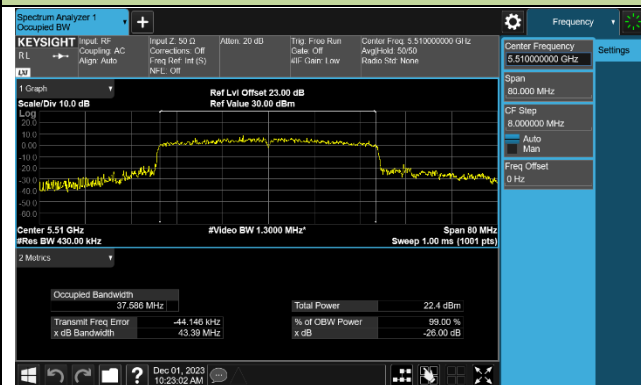 Spectrum Analyzer 1
Occupied BW
Frequency
KEYSIGHT
RL
LXI
Input: RF
Coupling: AC
Align: Auto
Input Z: 50 Ω
Corrections: Off
Freq Ref: Int (S)
NFE: Off
Atten: 20 dB
Trig: Free Run
Gate: Off
#IF Gain: Low
Center Freq: 5.510000000 GHz
Avg|Hold: 50/50
Radio Std: None
Center Frequency
5.510000000 GHz
Settings
Span
80.000 MHz
CF Step
8.000000 MHz
Auto
Man
Freq Offset
0 Hz
1 Graph
Scale/Div 10.0 dB
Ref Lvl Offset 23.00 dB
Ref Value 30.00 dBm
Log
20.0
10.0
0.00
-10.0
-20.0
-30.0
-40.0
-50.0
-60.0
Center 5.51 GHz
#Res BW 430.00 kHz
#Video BW 1.3000 MHz*
Span 80 MHz
Sweep 1.00 ms (1001 pts)
2 Metrics
Occupied Bandwidth
37.586 MHz
Total Power 22.4 dBm
Transmit Freq Error -44.146 kHz
% of OBW Power 99.00 %
x dB Bandwidth 43.39 MHz
x dB -26.00 dB
?
Dec 01, 2023
10:23:02 AM